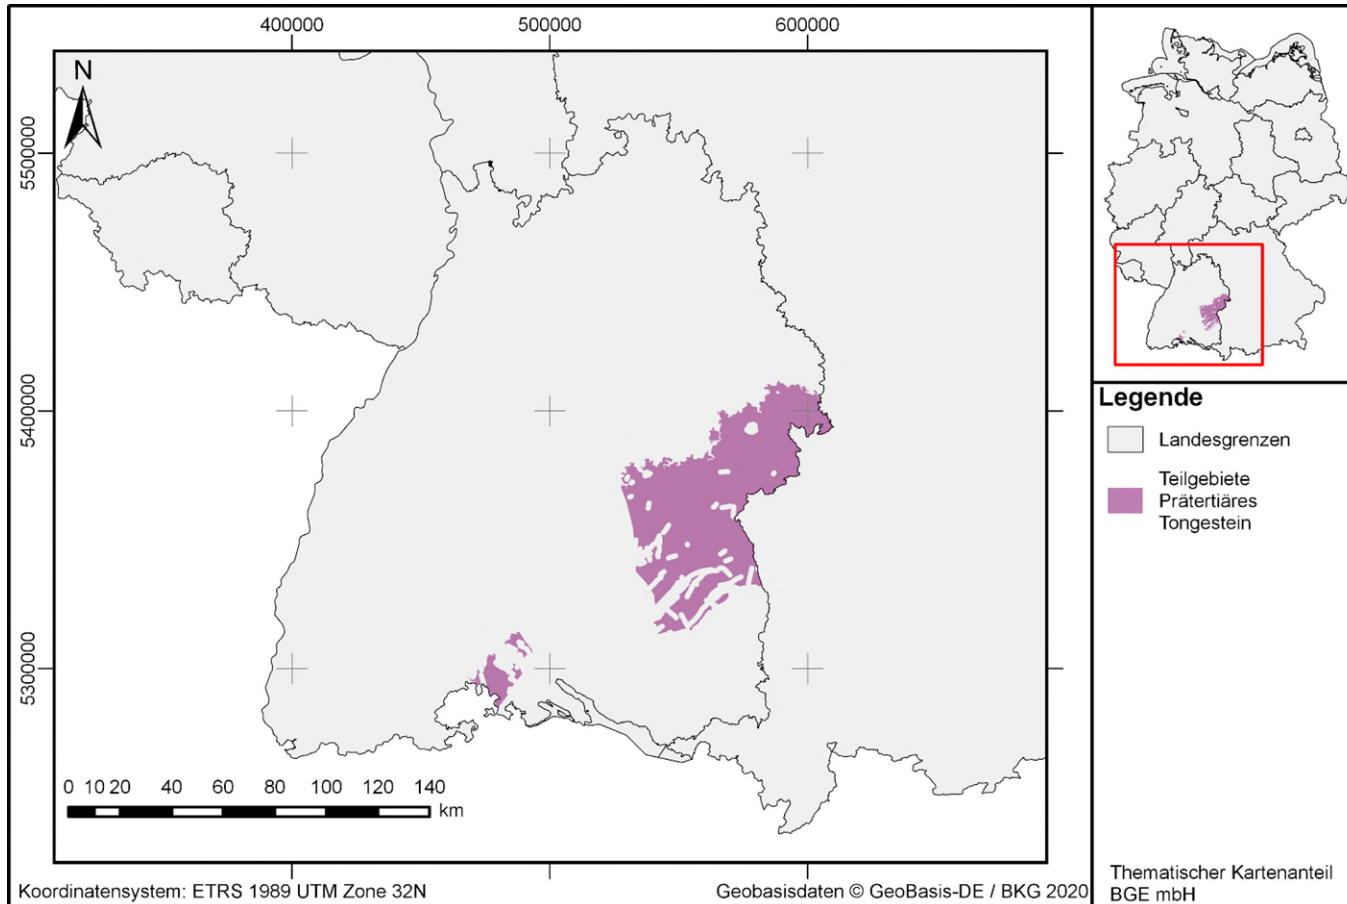 400000
500000
600000
N
5500000
5400000
5300000
0 10 20 40 60 80 100 120 140
km
Koordinatensystem: ETRS 1989 UTM Zone 32N
Geobasisdaten © GeoBasis-DE / BKG 2020
Legende
Landesgrenzen
Teilgebiete
Prätertiäres
Tongestein
Thematischer Kartenanteil
BGE mbH